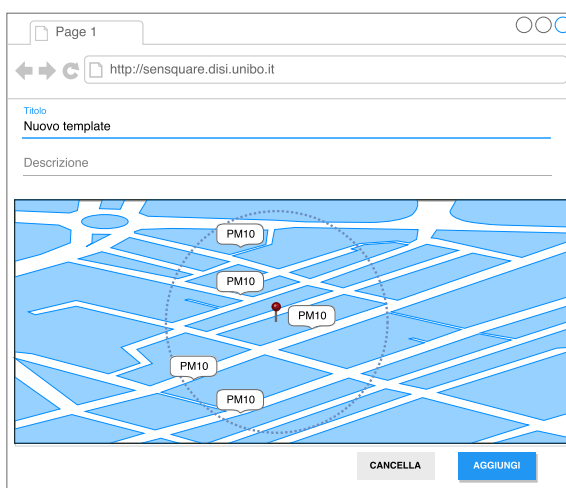 Page 1
http://sensquare.disi.unibo.it
Titolo
Nuovo template
Descrizione
PM10
PM10
PM10
PM10
PM10
CANCELLA
AGGIUNGI